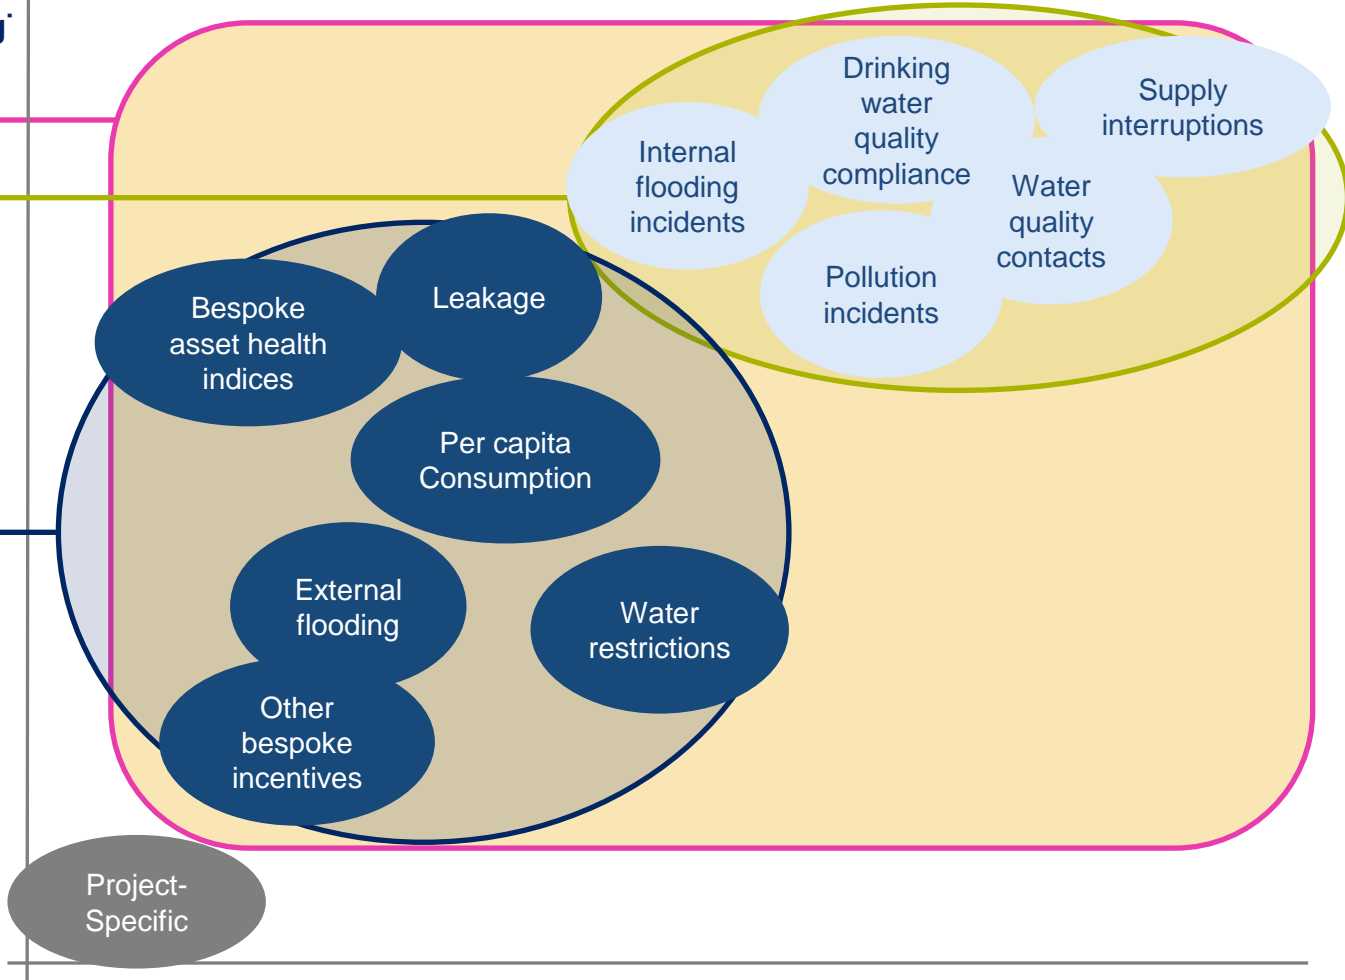 Drinking
water
quality
compliance
Supply
interruptions
Internal
flooding
incidents
Water
quality
contacts
Pollution
incidents
Leakage
Bespoke
asset health
indices
Per capita
Consumption
External
flooding
Water
restrictions
Other
bespoke
incentives
Project-
Specific